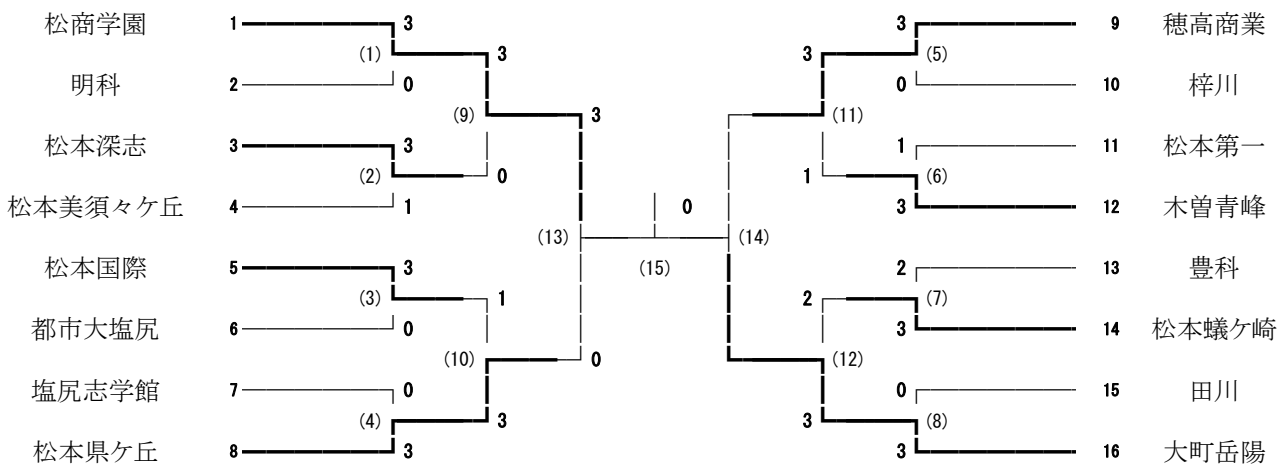 松商学園 1 3 3 9 穂高商業
(1) 3 3 (5)
明科 2 0 0 10 梓川
(9) 3 (11)
松本深志 3 3 1 11 松本第一
(2) 0 1 (6)
松本美須々ケ丘 4 1 0 3 12 木曽青峰
(13) (14)
松本国際 5 3 (15) 2 13 豊科
(3) 1 2 (7)
都市大塩尻 6 0 3 14 松本蟻ケ崎
(10) 0 (12)
塩尻志学館 7 0 0 15 田川
(4) 3 3 (8)
松本県ケ丘 8 3 3 16 大町岳陽